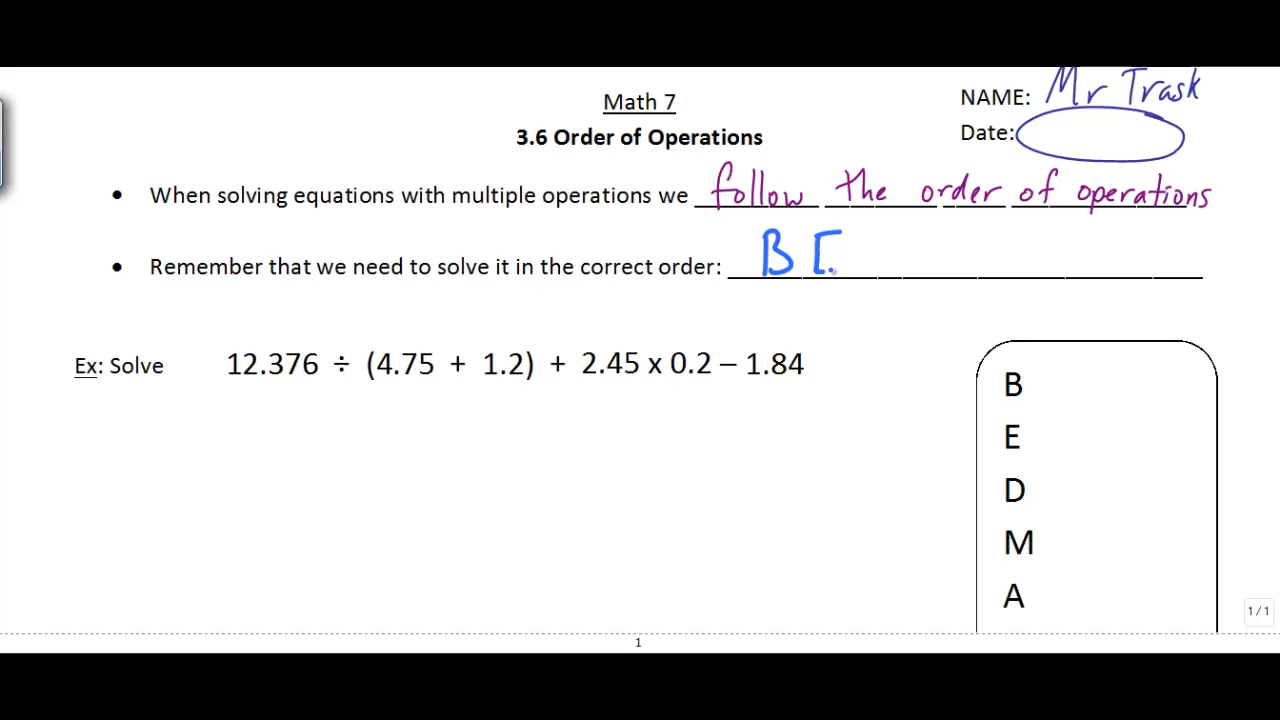 Math 7
NAME: Mr Trask
3.6 Order of Operations
Date:
• When solving equations with multiple operations we follow the order of operations
• Remember that we need to solve it in the correct order: B E
Ex: Solve 12.376 ÷ (4.75 + 1.2) + 2.45 x 0.2 – 1.84
B
E
D
M
A
1 / 1
1